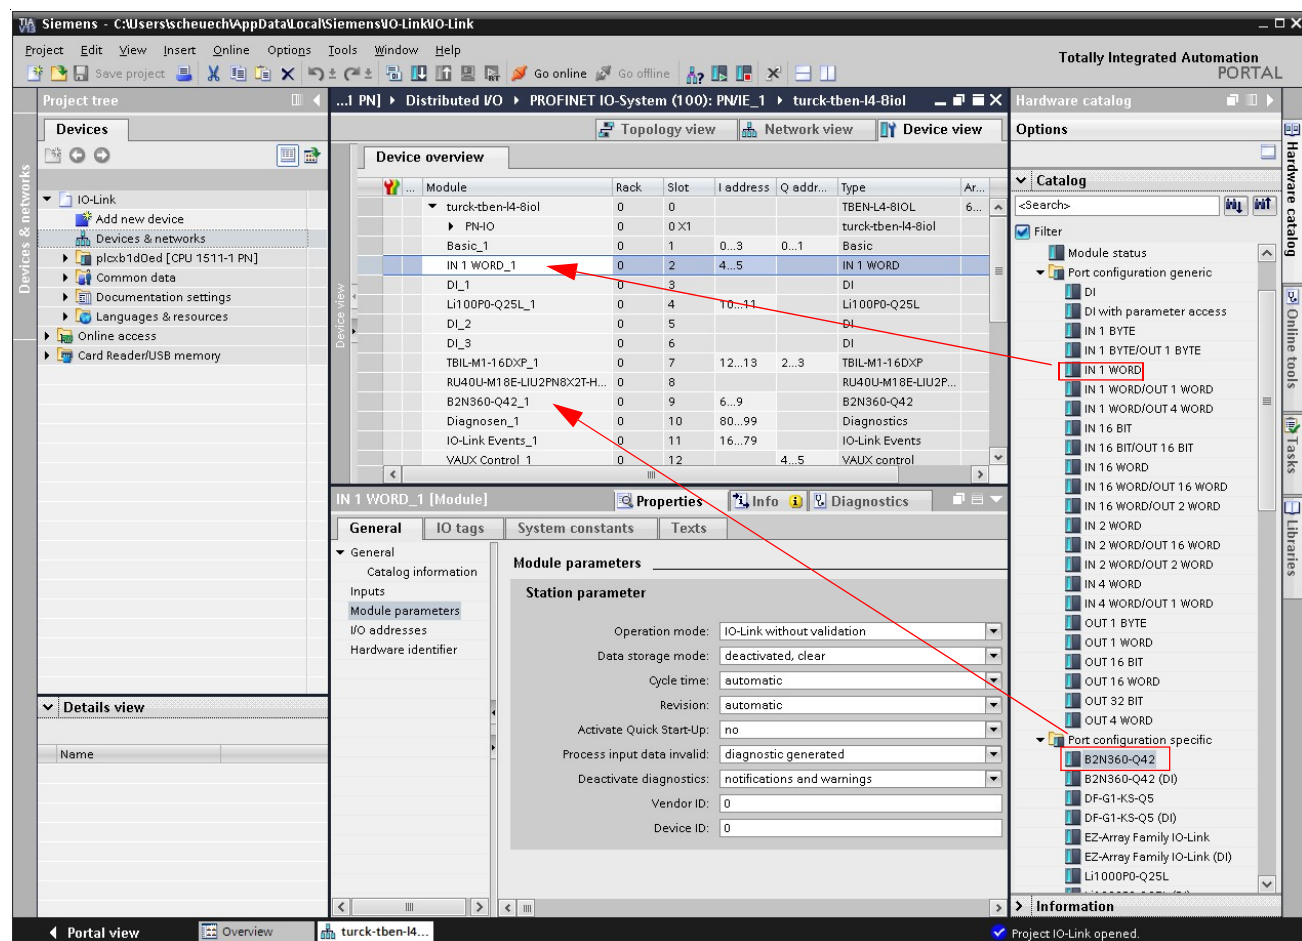 Siemens - C:\Users\scheuech\AppData\Local\Siemens\IO-Link\IO-Link
Project Edit View Insert Online Options Tools Window Help
Totally Integrated Automation
PORTAL
Save project
Go online
Go offline
Project tree
Devices
Devices & networks
IO-Link
Add new device
Devices & networks
plcxb1d0ed [CPU 1511-1 PN]
Common data
Documentation settings
Languages & resources
Online access
Card Reader/USB memory
Details view
Name
...1 PN] Distributed I/O PROFINET IO-System (100): PN/IE_1 turck-tben-l4-8iol
Topology view Network view Device view
Device overview
Device view
... Module Rack Slot I address Q addr... Type Ar...
turck-tben-l4-8iol 0 0 TBEN-L4-8IOL 6...
PN-IO 0 0 X1 turck-tben-l4-8iol
Basic_1 0 1 0...3 0...1 Basic
IN 1 WORD_1 0 2 4...5 IN 1 WORD
DI_1 0 3 DI
Li100P0-Q25L_1 0 4 10...11 Li100P0-Q25L
DI_2 0 5 DI
DI_3 0 6 DI
TBIL-M1-16DXP_1 0 7 12...13 2...3 TBIL-M1-16DXP
RU40U-M18E-LIU2PN8X2T-H... 0 8 RU40U-M18E-LIU2P...
B2N360-Q42_1 0 9 6...9 B2N360-Q42
Diagnosen_1 0 10 80...99 Diagnostics
IO-Link Events_1 0 11 16...79 IO-Link Events
VAUX Control_1 0 12 4...5 VAUX control
IN 1 WORD_1 [Module]
Properties Info Diagnostics
General IO tags System constants Texts
General
Catalog information
Inputs
Module parameters
I/O addresses
Hardware identifier
Module parameters
Station parameter
Operation mode: IO-Link without validation
Data storage mode: deactivated, clear
Cycle time: automatic
Revision: automatic
Activate Quick Start-Up: no
Process input data invalid: diagnostic generated
Deactivate diagnostics: notifications and warnings
Vendor ID: 0
Device ID: 0
Hardware catalog
Options
Catalog
<Search>
Filter
Module status
Port configuration generic
DI
DI with parameter access
IN 1 BYTE
IN 1 BYTE/OUT 1 BYTE
IN 1 WORD
IN 1 WORD/OUT 1 WORD
IN 1 WORD/OUT 4 WORD
IN 16 BIT
IN 16 BIT/OUT 16 BIT
IN 16 WORD
IN 16 WORD/OUT 16 WORD
IN 16 WORD/OUT 2 WORD
IN 2 WORD
IN 2 WORD/OUT 16 WORD
IN 2 WORD/OUT 2 WORD
IN 4 WORD
IN 4 WORD/OUT 1 WORD
OUT 1 BYTE
OUT 1 WORD
OUT 16 BIT
OUT 16 WORD
OUT 32 BIT
OUT 4 WORD
Port configuration specific
B2N360-Q42
B2N360-Q42 (DI)
DF-G1-KS-Q5
DF-G1-KS-Q5 (DI)
EZ-Array Family IO-Link
EZ-Array Family IO-Link (DI)
Li1000P0-Q25L
Information
Hardware catalog
Online tools
Tasks
Libraries
Portal view
Overview
turck-tben-l4...
Project IO-Link opened.